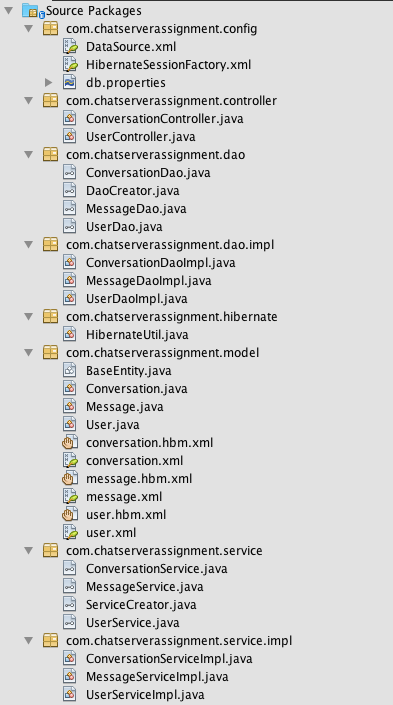 Source Packages
com.chatserverassignment.config
DataSource.xml
HibernateSessionFactory.xml
db.properties
com.chatserverassignment.controller
ConversationController.java
UserController.java
com.chatserverassignment.dao
ConversationDao.java
DaoCreator.java
MessageDao.java
UserDao.java
com.chatserverassignment.dao.impl
ConversationDaoImpl.java
MessageDaoImpl.java
UserDaoImpl.java
com.chatserverassignment.hibernate
HibernateUtil.java
com.chatserverassignment.model
BaseEntity.java
Conversation.java
Message.java
User.java
conversation.hbm.xml
conversation.xml
message.hbm.xml
message.xml
user.hbm.xml
user.xml
com.chatserverassignment.service
ConversationService.java
MessageService.java
ServiceCreator.java
UserService.java
com.chatserverassignment.service.impl
ConversationServiceImpl.java
MessageServiceImpl.java
UserServiceImpl.java